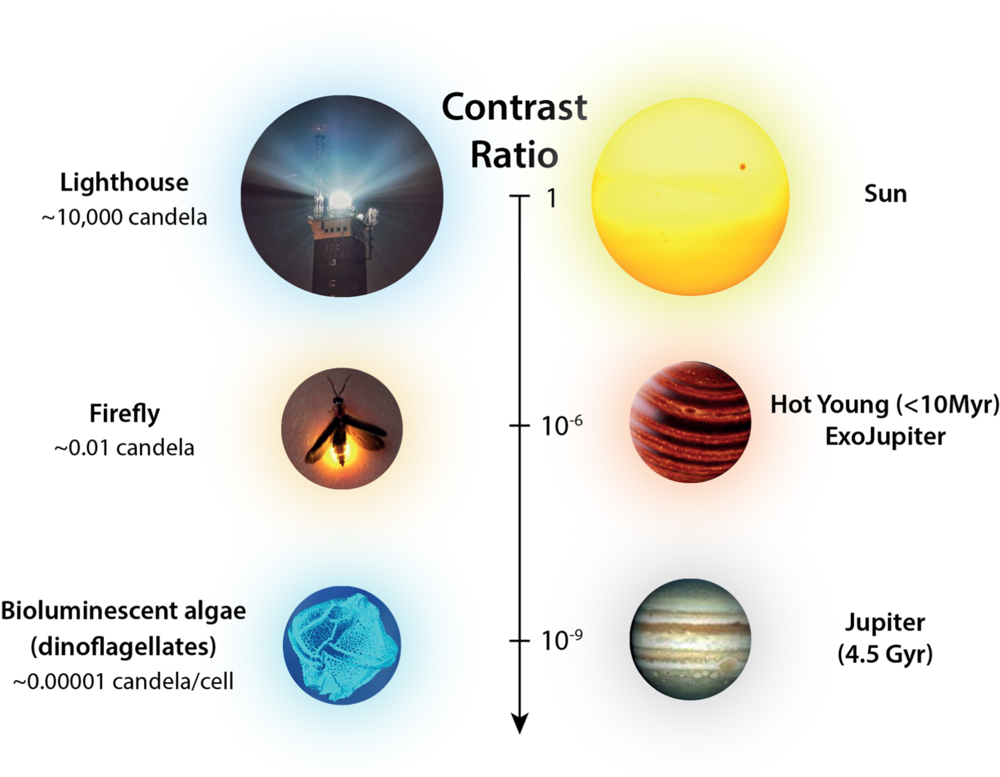 Contrast
Ratio
Lighthouse
~10,000 candela
1
Sun
Firefly
~0.01 candela
10⁻⁶
Hot Young (<10Myr)
ExoJupiter
Bioluminescent algae
(dinoflagellates)
~0.00001 candela/cell
10⁻⁹
Jupiter
(4.5 Gyr)